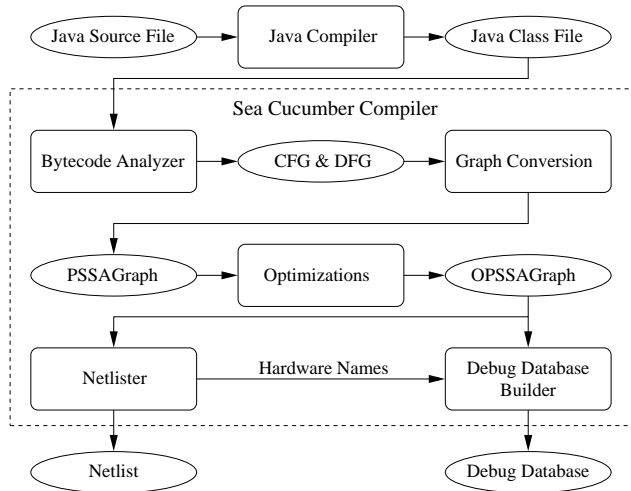 Java Source File
Java Compiler
Java Class File
Sea Cucumber Compiler
Bytecode Analyzer
CFG & DFG
Graph Conversion
PSSAGraph
Optimizations
OPSSAGraph
Netlister
Hardware Names
Debug Database
Builder
Netlist
Debug Database